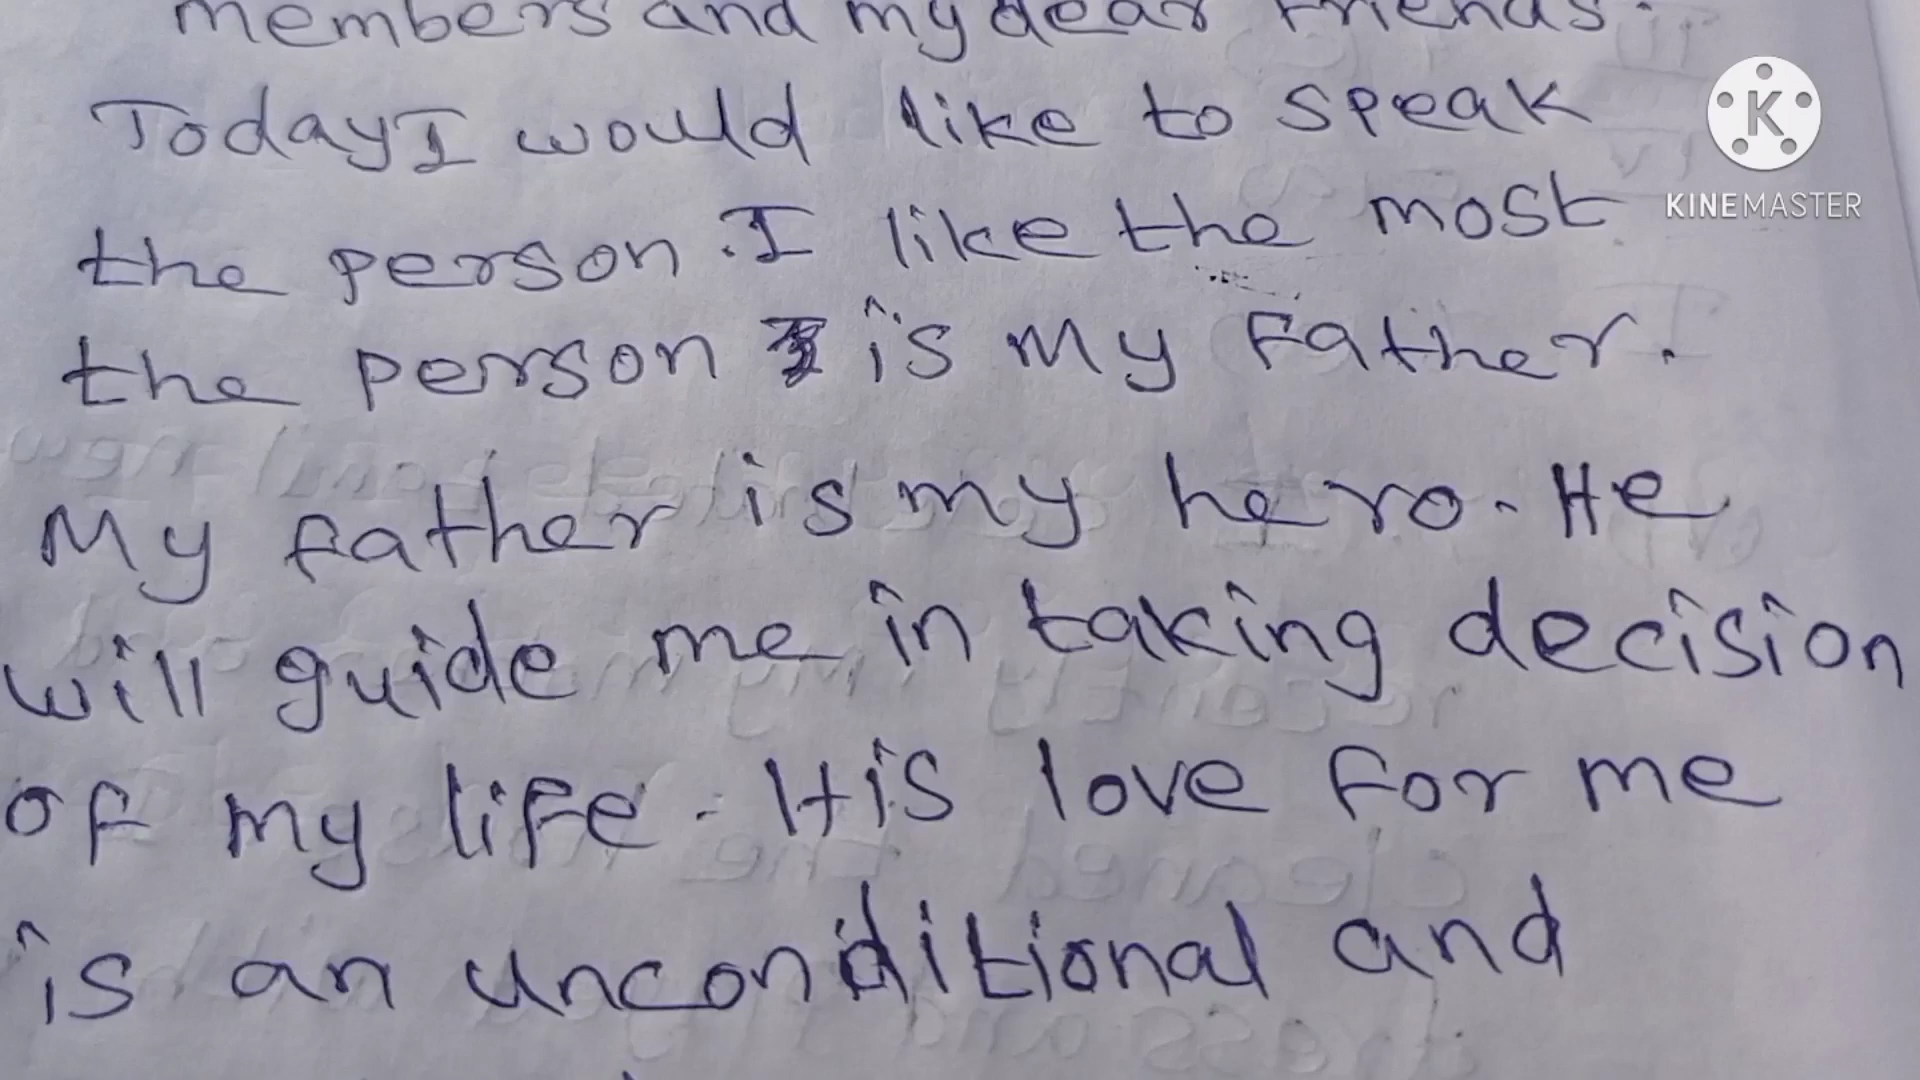 members and my dear friends.
Today I would like to speak
the person. I like the most
the person is my father.
My father is my hero. He
will guide me in taking decision
of my life. His love for me
is an unconditional and
K
KINEMASTER